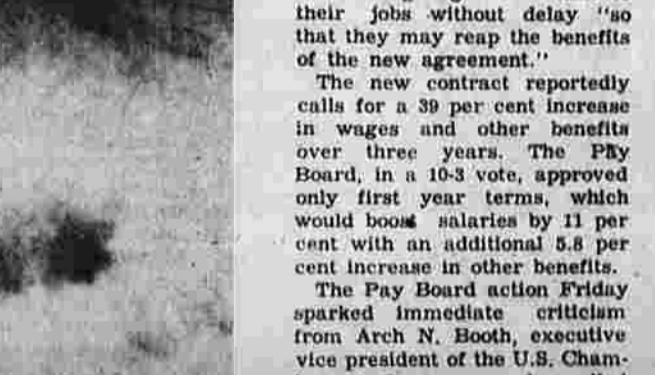 their jobs without delay "so
that they may reap the benefits
of the new agreement."
The new contract reportedly
calls for a 39 per cent increase
in wages and other benefits
over three years. The Pay
Board, in a 10-3 vote, approved
only first year terms, which
would boost salaries by 11 per
cent with an additional 5.8 per
cent increase in other benefits.
The Pay Board action Friday
sparked immediate criticism
from Arch N. Booth, executive
vice president of the U.S. Cham-